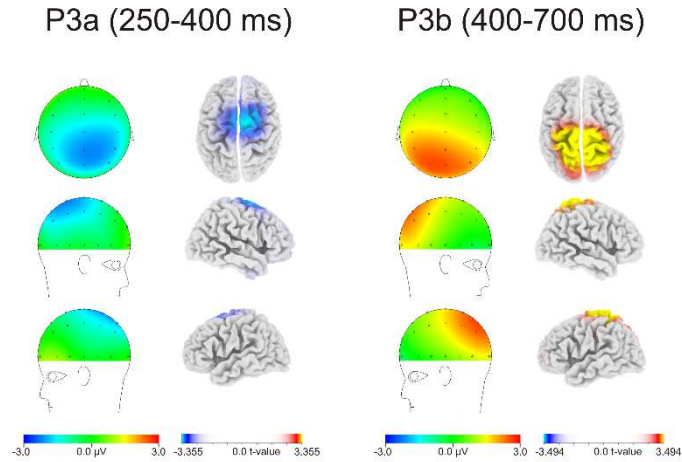 P3a (250-400 ms)
P3b (400-700 ms)
-3.0 0.0 µV 3.0
-3.355 0.0 t-value 3.355
-3.0 0.0 µV 3.0
-3.494 0.0 t-value 3.494